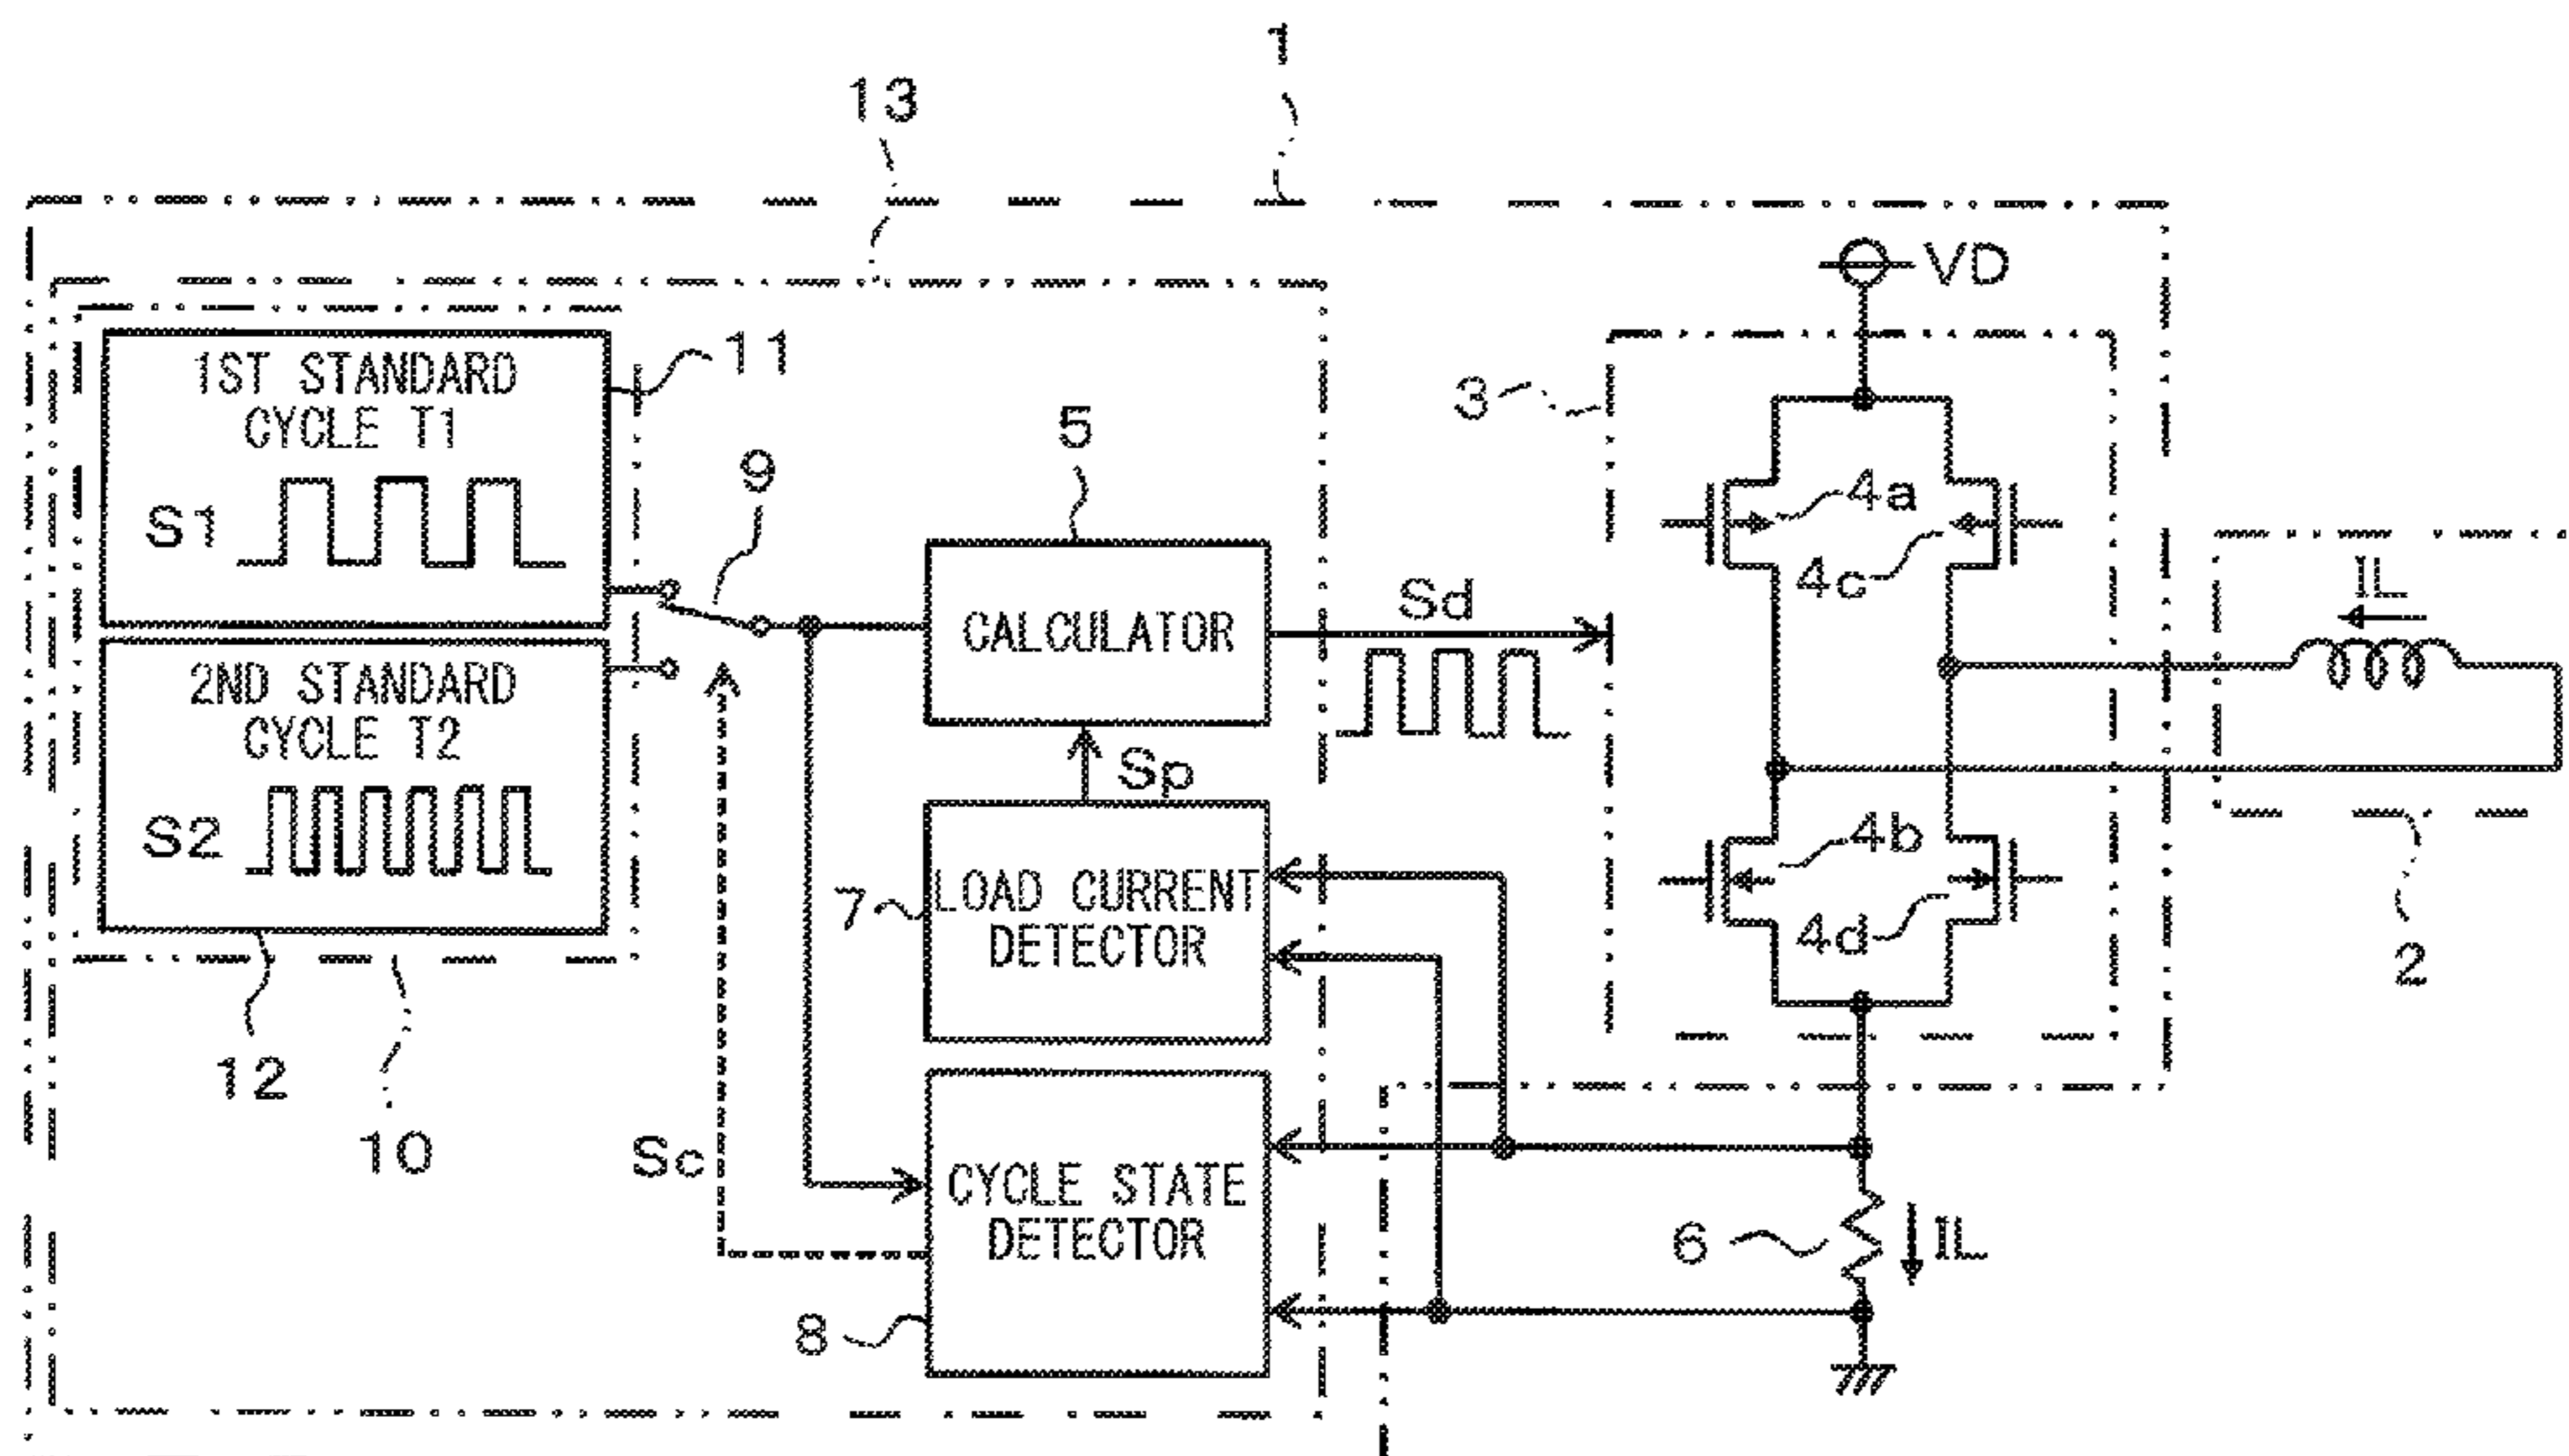 1
13
VD
1ST STANDARD
CYCLE T1
11
3
5
9
4a
S1
4c
IL
CALCULATOR
Sd
2ND STANDARD
CYCLE T2
Sp
S2
4b
7
LOAD CURRENT
DETECTOR
4d
2
12
10
Sc
CYCLE STATE
DETECTOR
6
IL
8